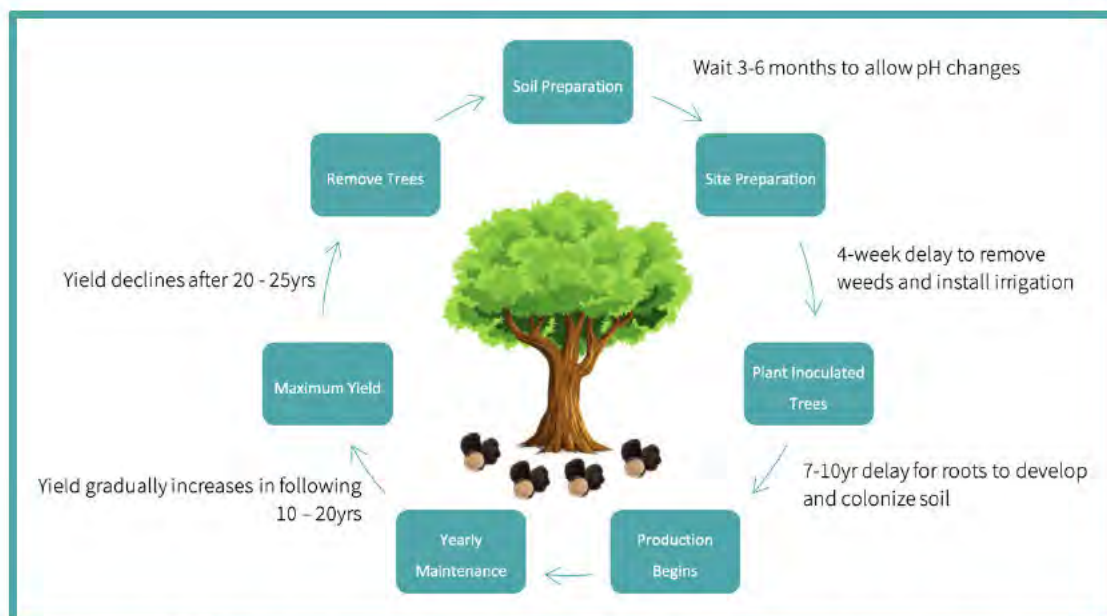 Soil Preparation
Wait 3-6 months to allow pH changes
Site Preparation
4-week delay to remove
weeds and install irrigation
Plant Inoculated
Trees
7-10yr delay for roots to develop
and colonize soil
Production
Begins
Yearly
Maintenance
Yield gradually increases in following
10 – 20yrs
Maximum Yield
Yield declines after 20 - 25yrs
Remove Trees